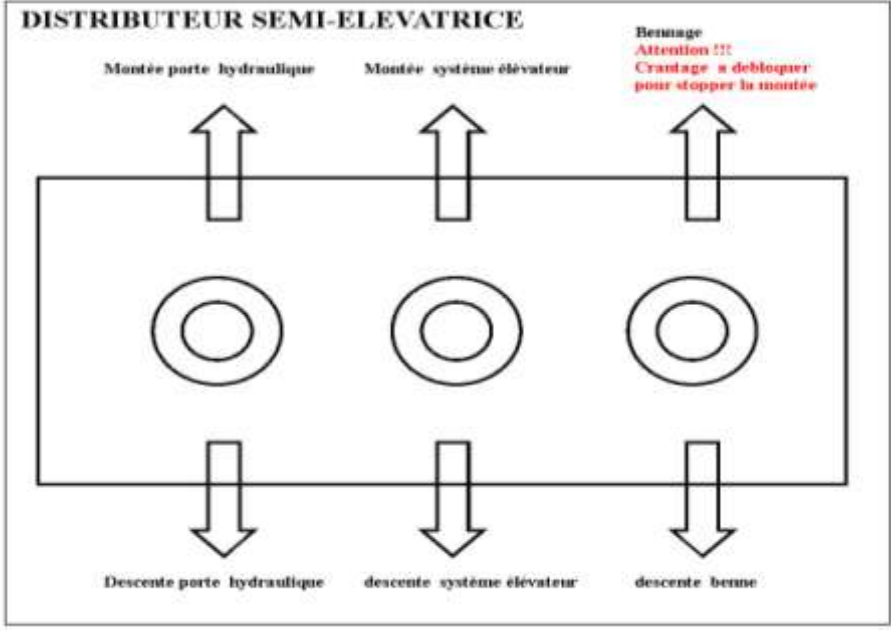 DISTRIBUTEUR SEMI-ELEVATRICE
Montée porte hydraulique
Montée système élévateur
Bennage
Attention !!!
Crantage a debloquer
pour stopper la montée
Descente porte hydraulique
descente système élévateur
descente benne